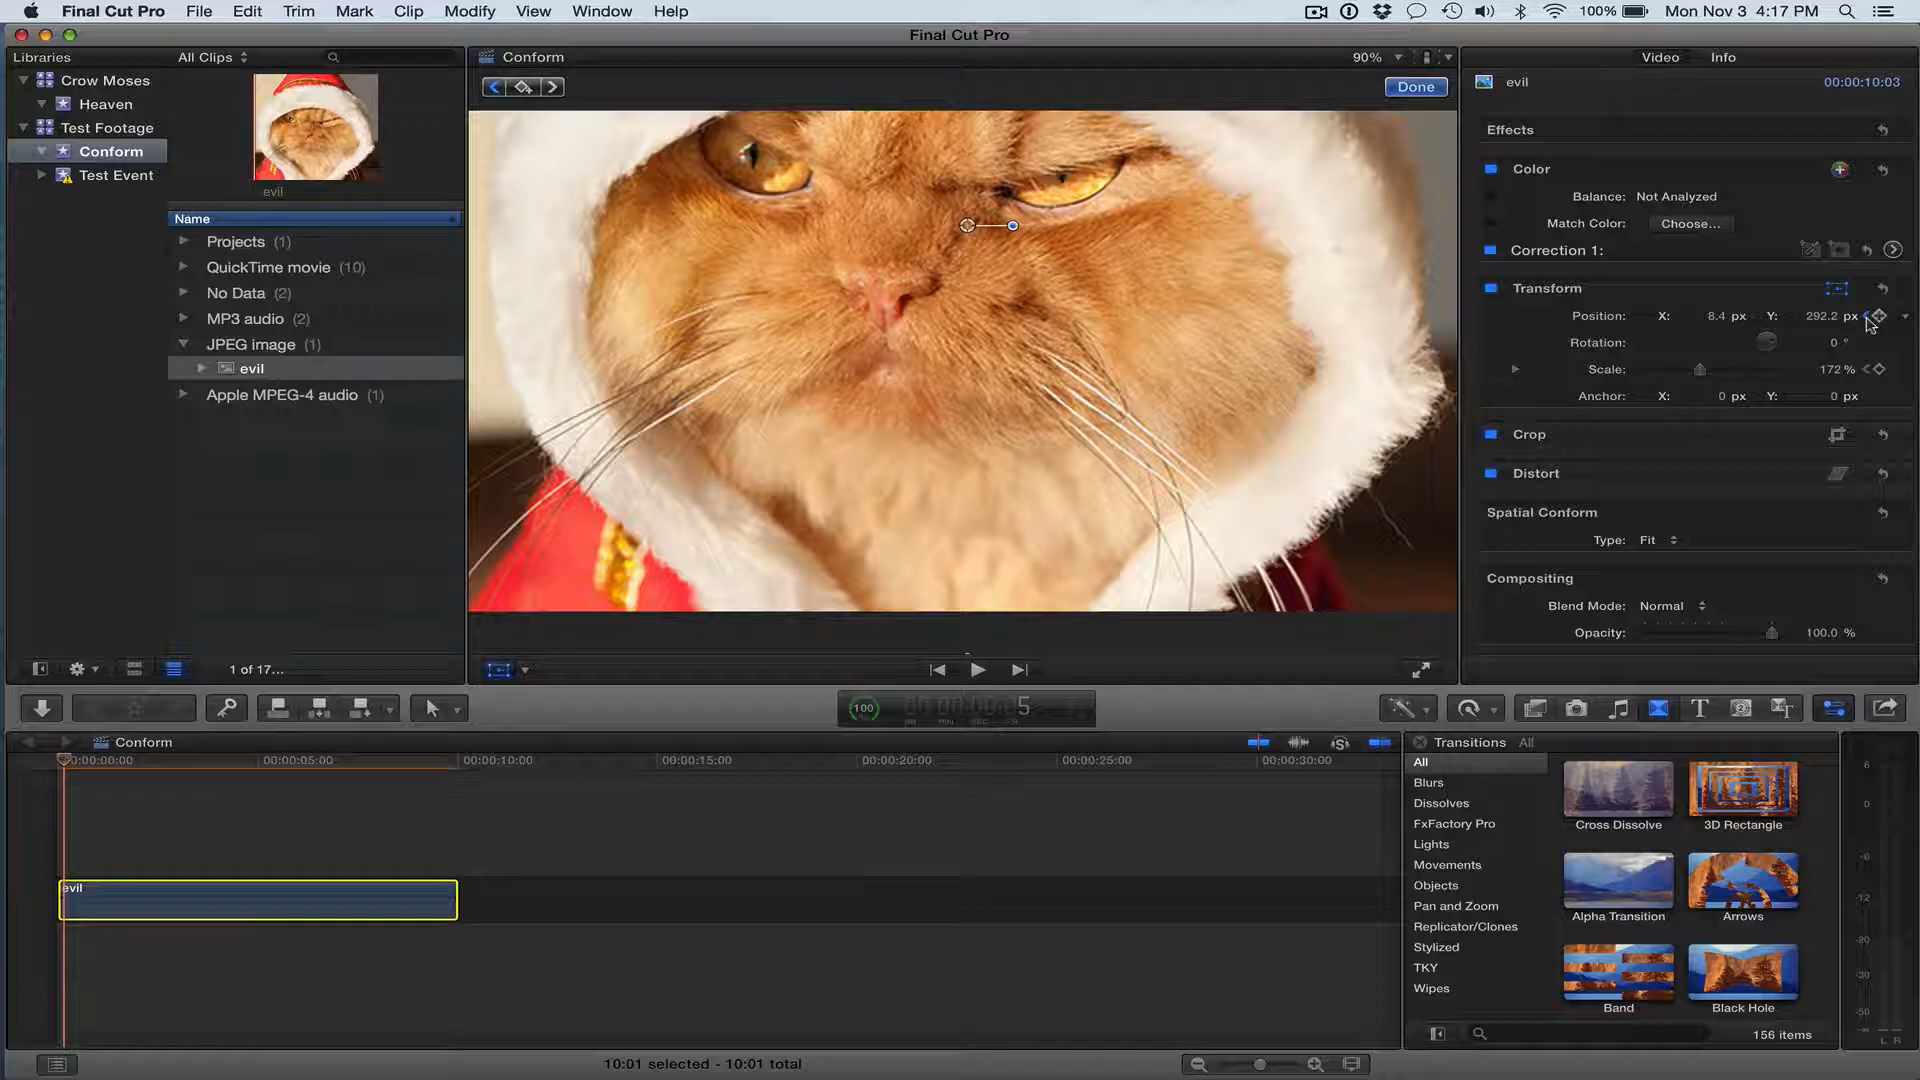 Final Cut Pro File Edit Trim Mark Clip Modify View Window Help 100% Mon Nov 3 4:17 PM
Final Cut Pro
Libraries All Clips Conform 90% Video Info
Crow Moses
Heaven
Test Footage
Conform
Test Event
evil
Name
Projects (1)
QuickTime movie (10)
No Data (2)
MP3 audio (2)
JPEG image (1)
evil
Apple MPEG-4 audio (1)
1 of 17...
Done
evil 00:00:10:03
Effects
Color
Balance: Not Analyzed
Match Color: Choose...
Correction 1:
Transform
Position: X: 8.4 px Y: 292.2 px
Rotation: 0 °
Scale: 172 %
Anchor: X: 0 px Y: 0 px
Crop
Distort
Spatial Conform
Type: Fit
Compositing
Blend Mode: Normal
Opacity: 100.0 %
100 5
Conform
00:00:05:00 00:00:10:00 00:00:15:00 00:00:20:00 00:00:25:00 00:00:30:00
evil
10:01 selected - 10:01 total
Transitions All
All
Blurs
Dissolves
FxFactory Pro
Lights
Movements
Objects
Pan and Zoom
Replicator/Clones
Stylized
TKY
Wipes
Cross Dissolve 3D Rectangle
Alpha Transition Arrows
Band Black Hole
156 items
6
0
-6
-12
-20
-30
-50
L R